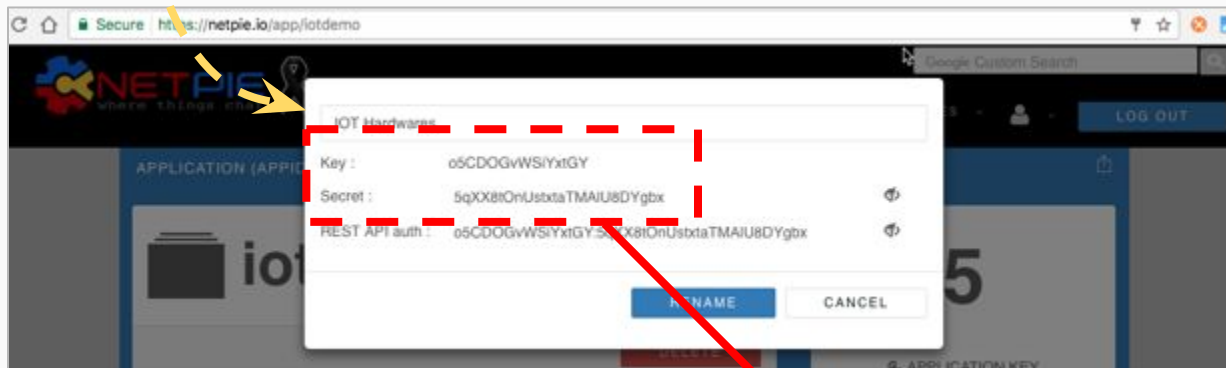 Secure https://netpie.io/app/iotdemo
Google Custom Search
NETPIE
where things chat
LOG OUT
IOT Hardwares
APPLICATION (APPID
Key : o5CDOGvWSiYxtGY
Secret : 5qXX8tOnUstxtaTMAIU8DYgbx
REST API auth : o5CDOGvWSiYxtGY:5qXX8tOnUstxtaTMAIU8DYgbx
iot
5
RENAME
CANCEL
DELETE
APPLICATION KEY